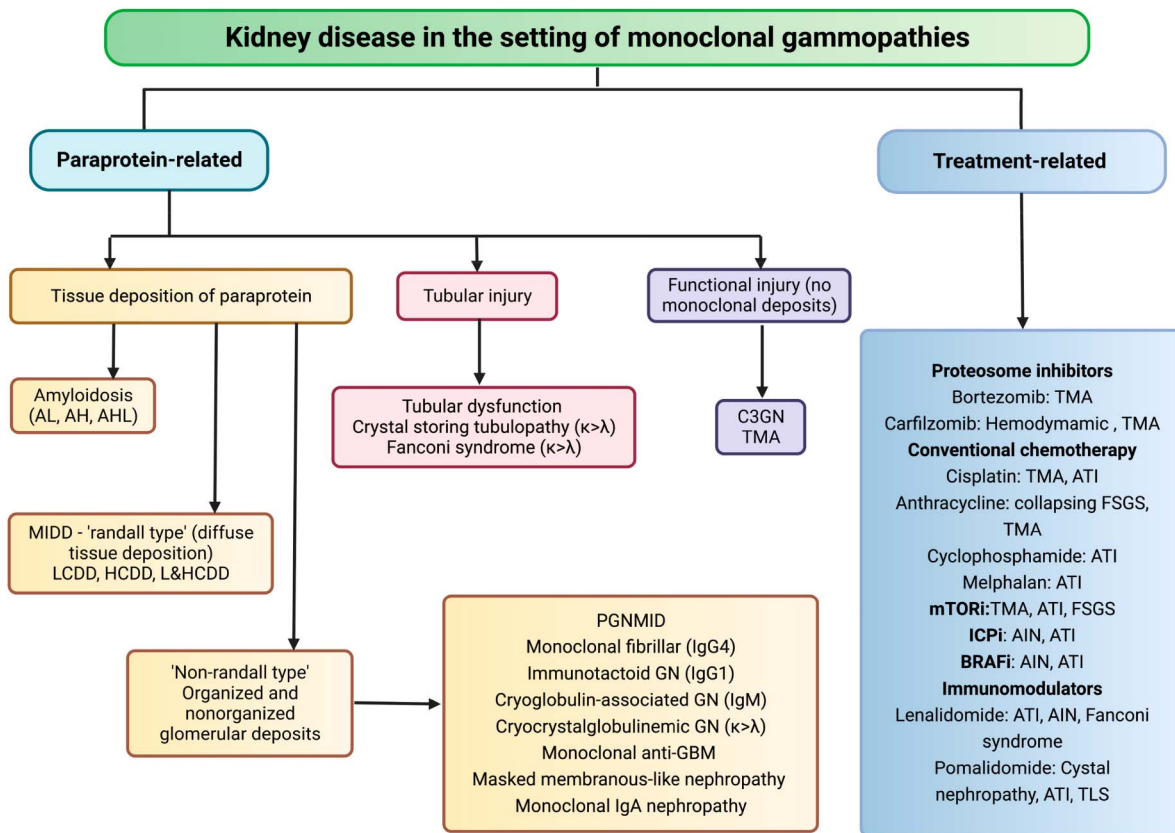 Kidney disease in the setting of monoclonal gammopathies
Paraprotein-related
Treatment-related
Tissue deposition of paraprotein
Tubular injury
Functional injury (no
monoclonal deposits)
Amyloidosis
(AL, AH, AHL)
Tubular dysfunction
Crystal storing tubulopathy (κ>λ)
Fanconi syndrome (κ>λ)
C3GN
TMA
MIDD - 'randall type' (diffuse
tissue deposition)
LCDD, HCDD, L&HCDD
'Non-randall type'
Organized and
nonorganized
glomerular deposits
PGNMID
Monoclonal fibrillar (IgG4)
Immunotactoid GN (IgG1)
Cryoglobulin-associated GN (IgM)
Cryocrystalglobulinemic GN (κ>λ)
Monoclonal anti-GBM
Masked membranous-like nephropathy
Monoclonal IgA nephropathy
Proteosome inhibitors
Bortezomib: TMA
Carfilzomib: Hemodymamic , TMA
Conventional chemotherapy
Cisplatin: TMA, ATI
Anthracycline: collapsing FSGS,
TMA
Cyclophosphamide: ATI
Melphalan: ATI
mTORi:TMA, ATI, FSGS
ICPi: AIN, ATI
BRAFi: AIN, ATI
Immunomodulators
Lenalidomide: ATI, AIN, Fanconi
syndrome
Pomalidomide: Cystal
nephropathy, ATI, TLS